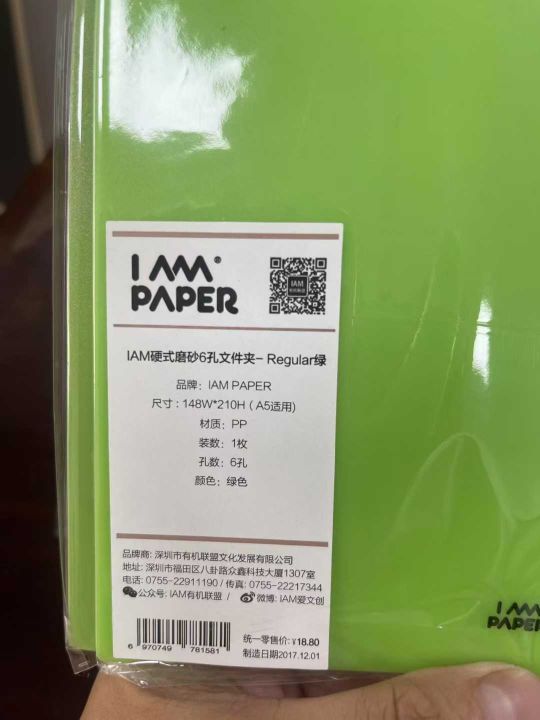 I AM®
PAPER
IAM
IAM硬式磨砂6孔文件夹- Regular绿
品牌: IAM PAPER
尺寸:148W*210H(A5适用)
材质: PP
装数: 1枚
孔数: 6孔
颜色: 绿色
品牌商: 深圳市有机联盟文化发展有限公司
地址: 深圳市福田区八卦路众鑫科技大厦1307室
电话: 0755-22911190 / 传真: 0755-22217344
公众号: IAM有机联盟 / 微博: IAM爱文创
6 970749 761581
统一零售价: ¥18.80
制造日期2017.12.01
I AM
PAPER